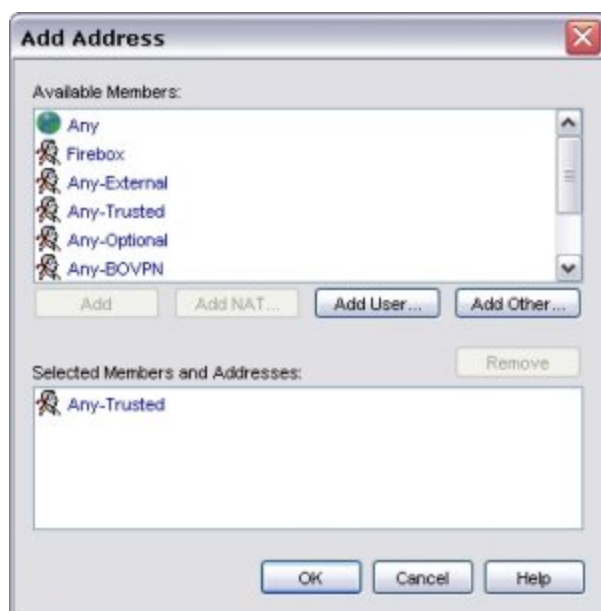 Add Address
Available Members:
Any
Firebox
Any-External
Any-Trusted
Any-Optional
Any-BOVPN
Add Add NAT... Add User... Add Other...
Remove
Selected Members and Addresses:
Any-Trusted
OK Cancel Help